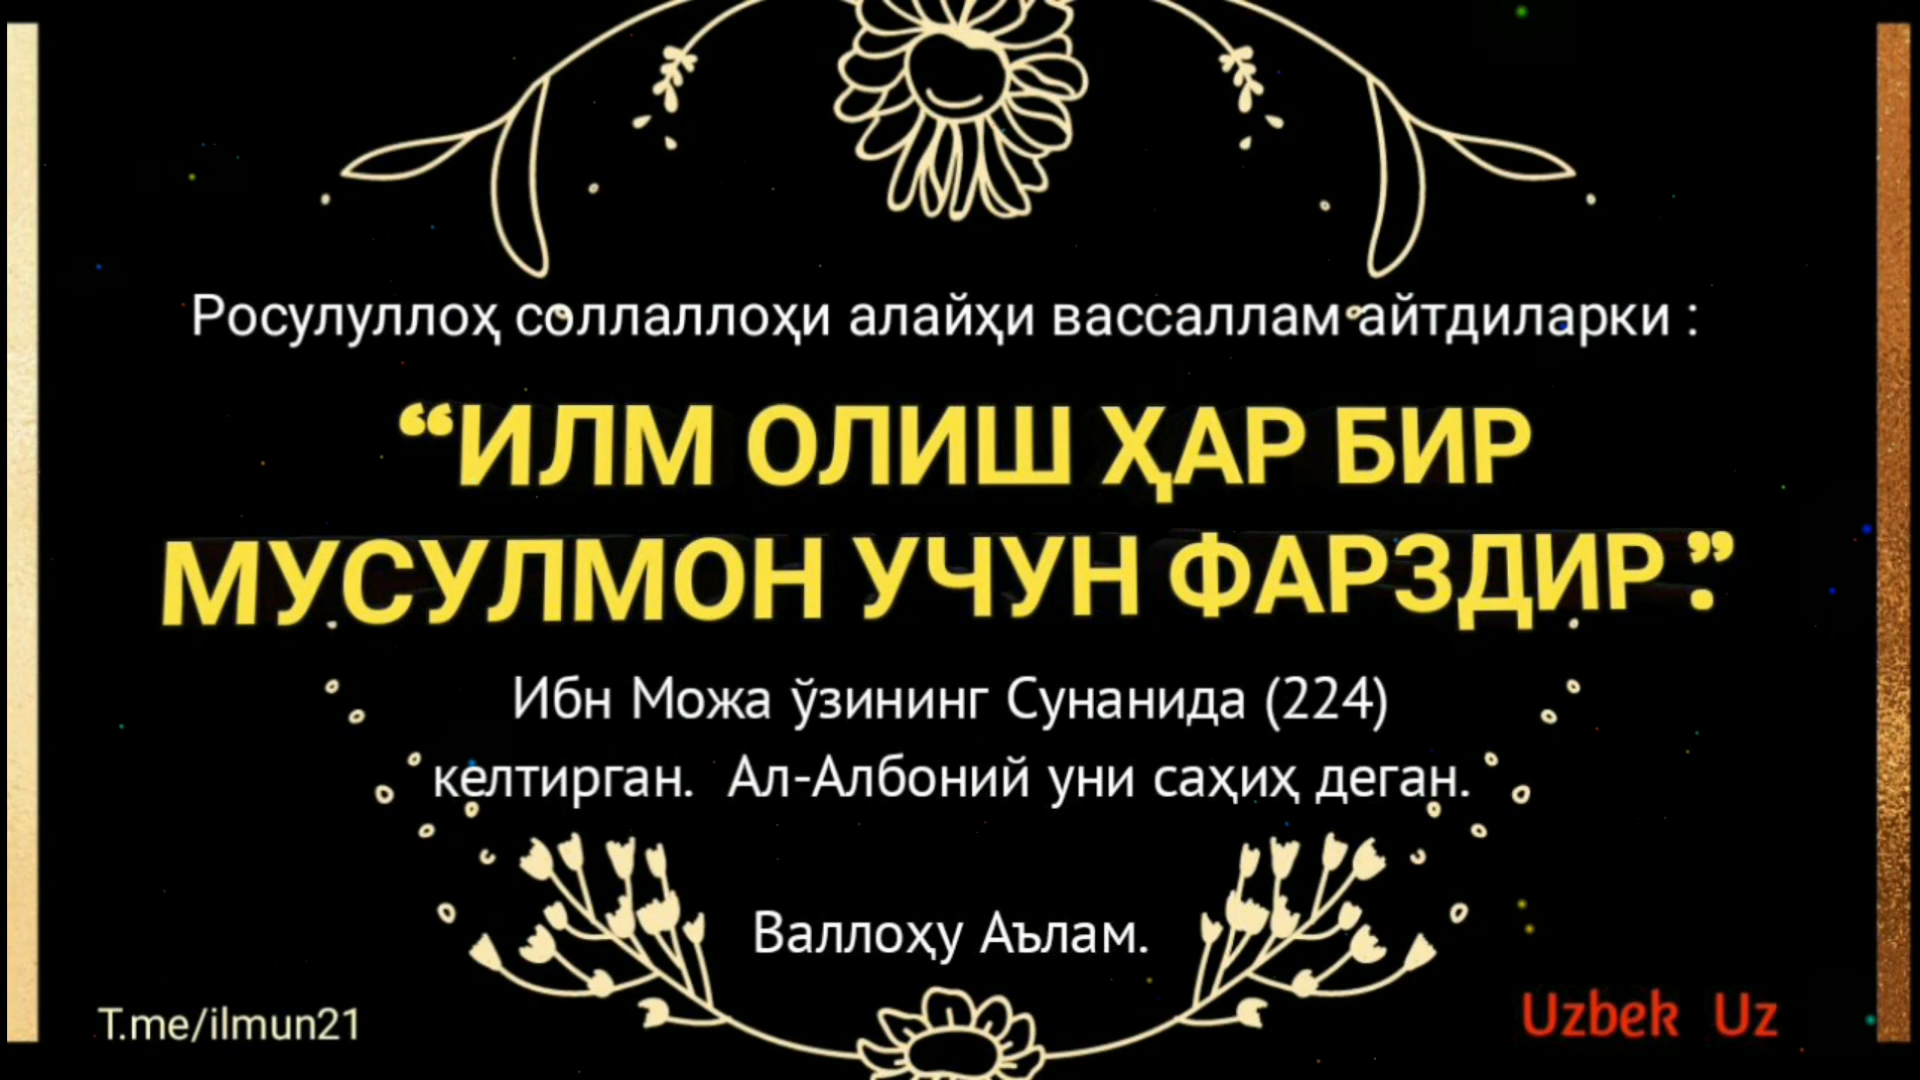 Росулуллоҳ соллаллоҳи алайҳи вассаллам айтдиларки :
“ИЛМ ОЛИШ ҲАР БИР
МУСУЛМОН УЧУН ФАРЗДИР.”
Ибн Можа ўзининг Сунанида (224)
келтирган. Ал-Албоний уни саҳиҳ деган.
Валлоҳу Аълам.
T.me/ilmun21
Uzbek Uz